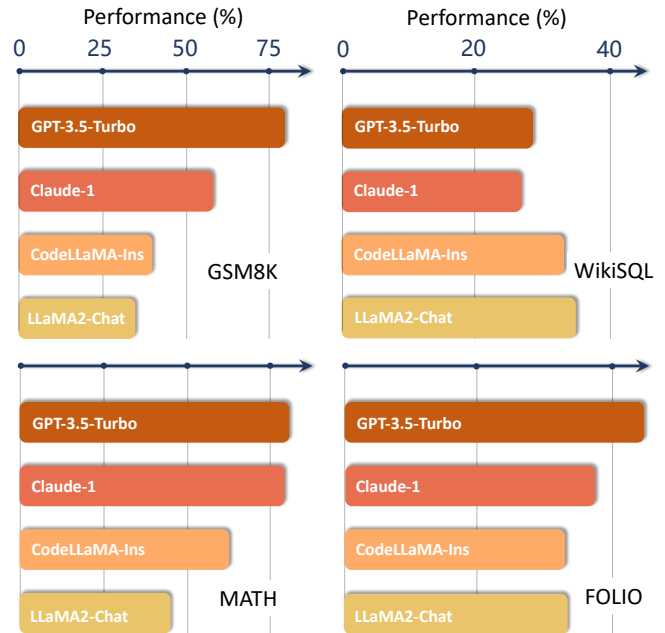 Performance (%)
Performance (%)
0 25 50 75
0 20 40
GPT-3.5-Turbo
Claude-1
CodeLLaMA-Ins
LLaMA2-Chat
GSM8K
GPT-3.5-Turbo
Claude-1
CodeLLaMA-Ins
LLaMA2-Chat
WikiSQL
GPT-3.5-Turbo
Claude-1
CodeLLaMA-Ins
LLaMA2-Chat
MATH
GPT-3.5-Turbo
Claude-1
CodeLLaMA-Ins
LLaMA2-Chat
FOLIO